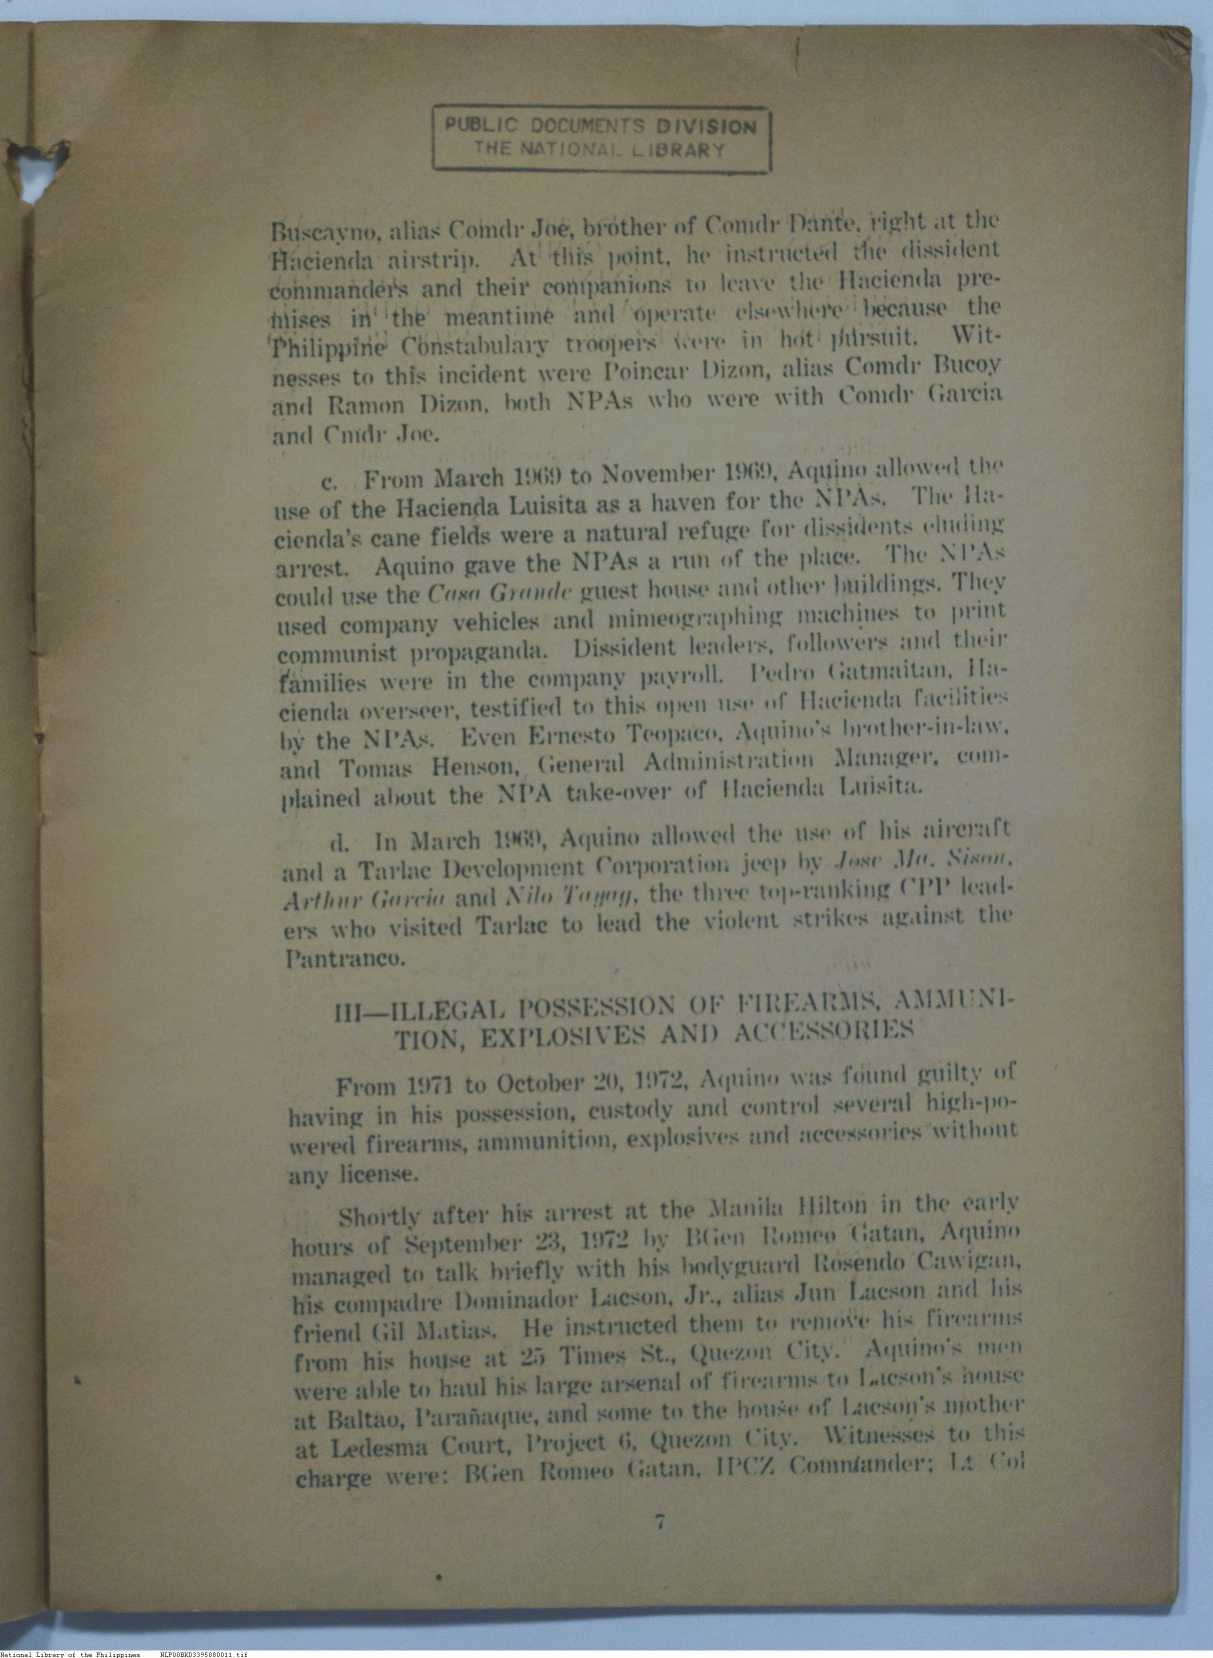 PUBLIC DOCUMENTS DIVISION
THE NATIONAL LIBRARY
Buscayno, alias Comdr Joe, brother of Comdr Dante, right at the
Hacienda airstrip. At this point, he instructed the dissident
commanders and their companions to leave the Hacienda pre-
mises in the meantime and operate elsewhere because the
Philippine Constabulary troopers were in hot pursuit. Wit-
nesses to this incident were Poincar Dizon, alias Comdr Bucoy
and Ramon Dizon, both NPAs who were with Comdr Garcia
and Cmdr Joe.
c. From March 1969 to November 1969, Aquino allowed the
use of the Hacienda Luisita as a haven for the NPAs. The Ha-
cienda's cane fields were a natural refuge for dissidents eluding
arrest. Aquino gave the NPAs a run of the place. The NPAs
could use the Casa Grande guest house and other buildings. They
used company vehicles and mimeographing machines to print
communist propaganda. Dissident leaders, followers and their
families were in the company payroll. Pedro Gatmaitan, Ha-
cienda overseer, testified to this open use of Hacienda facilities
by the NPAs. Even Ernesto Teopaco, Aquino's brother-in-law,
and Tomas Henson, General Administration Manager, com-
plained about the NPA take-over of Hacienda Luisita.
d. In March 1969, Aquino allowed the use of his aircraft
and a Tarlac Development Corporation jeep by Jose Ma. Sison,
Arthur Garcia and Nilo Tayag, the three top-ranking CPP lead-
ers who visited Tarlac to lead the violent strikes against the
Pantranco.
III—ILLEGAL POSSESSION OF FIREARMS, AMMUNI-
TION, EXPLOSIVES AND ACCESSORIES
From 1971 to October 20, 1972, Aquino was found guilty of
having in his possession, custody and control several high-po-
wered firearms, ammunition, explosives and accessories without
any license.
Shortly after his arrest at the Manila Hilton in the early
hours of September 23, 1972 by BGen Romeo Gatan, Aquino
managed to talk briefly with his bodyguard Rosendo Cawigan,
his compadre Dominador Lacson, Jr., alias Jun Lacson and his
friend Gil Matias. He instructed them to remove his firearms
from his house at 25 Times St., Quezon City. Aquino's men
were able to haul his large arsenal of firearms to Lacson's house
at Baltao, Parañaque, and some to the house of Lacson's mother
at Ledesma Court, Project 6, Quezon City. Witnesses to this
charge were: BGen Romeo Gatan, IPCZ Commander; Lt Col
7
National Library of the Philippines NLP00BKD3395880011.tif